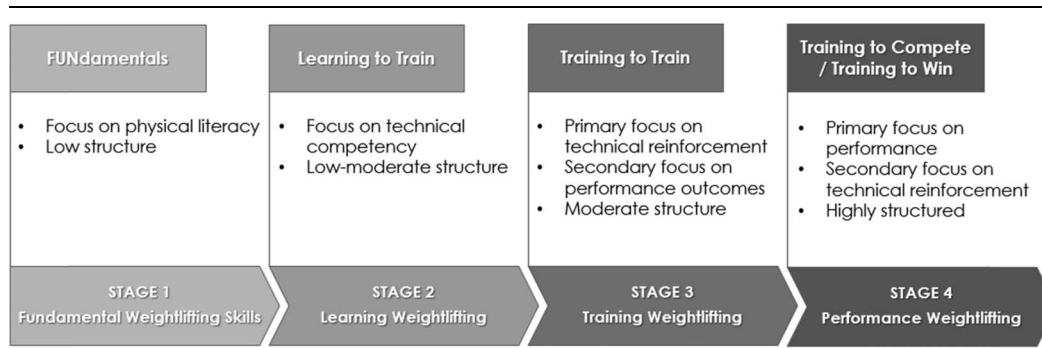 FUNdamentals
• Focus on physical literacy
• Low structure
STAGE 1
Fundamental Weightlifting Skills
Learning to Train
• Focus on technical
competency
• Low-moderate structure
STAGE 2
Learning Weightlifting
Training to Train
• Primary focus on
technical reinforcement
• Secondary focus on
performance outcomes
• Moderate structure
STAGE 3
Training Weightlifting
Training to Compete
/ Training to Win
• Primary focus on
performance
• Secondary focus on
technical reinforcement
• Highly structured
STAGE 4
Performance Weightlifting